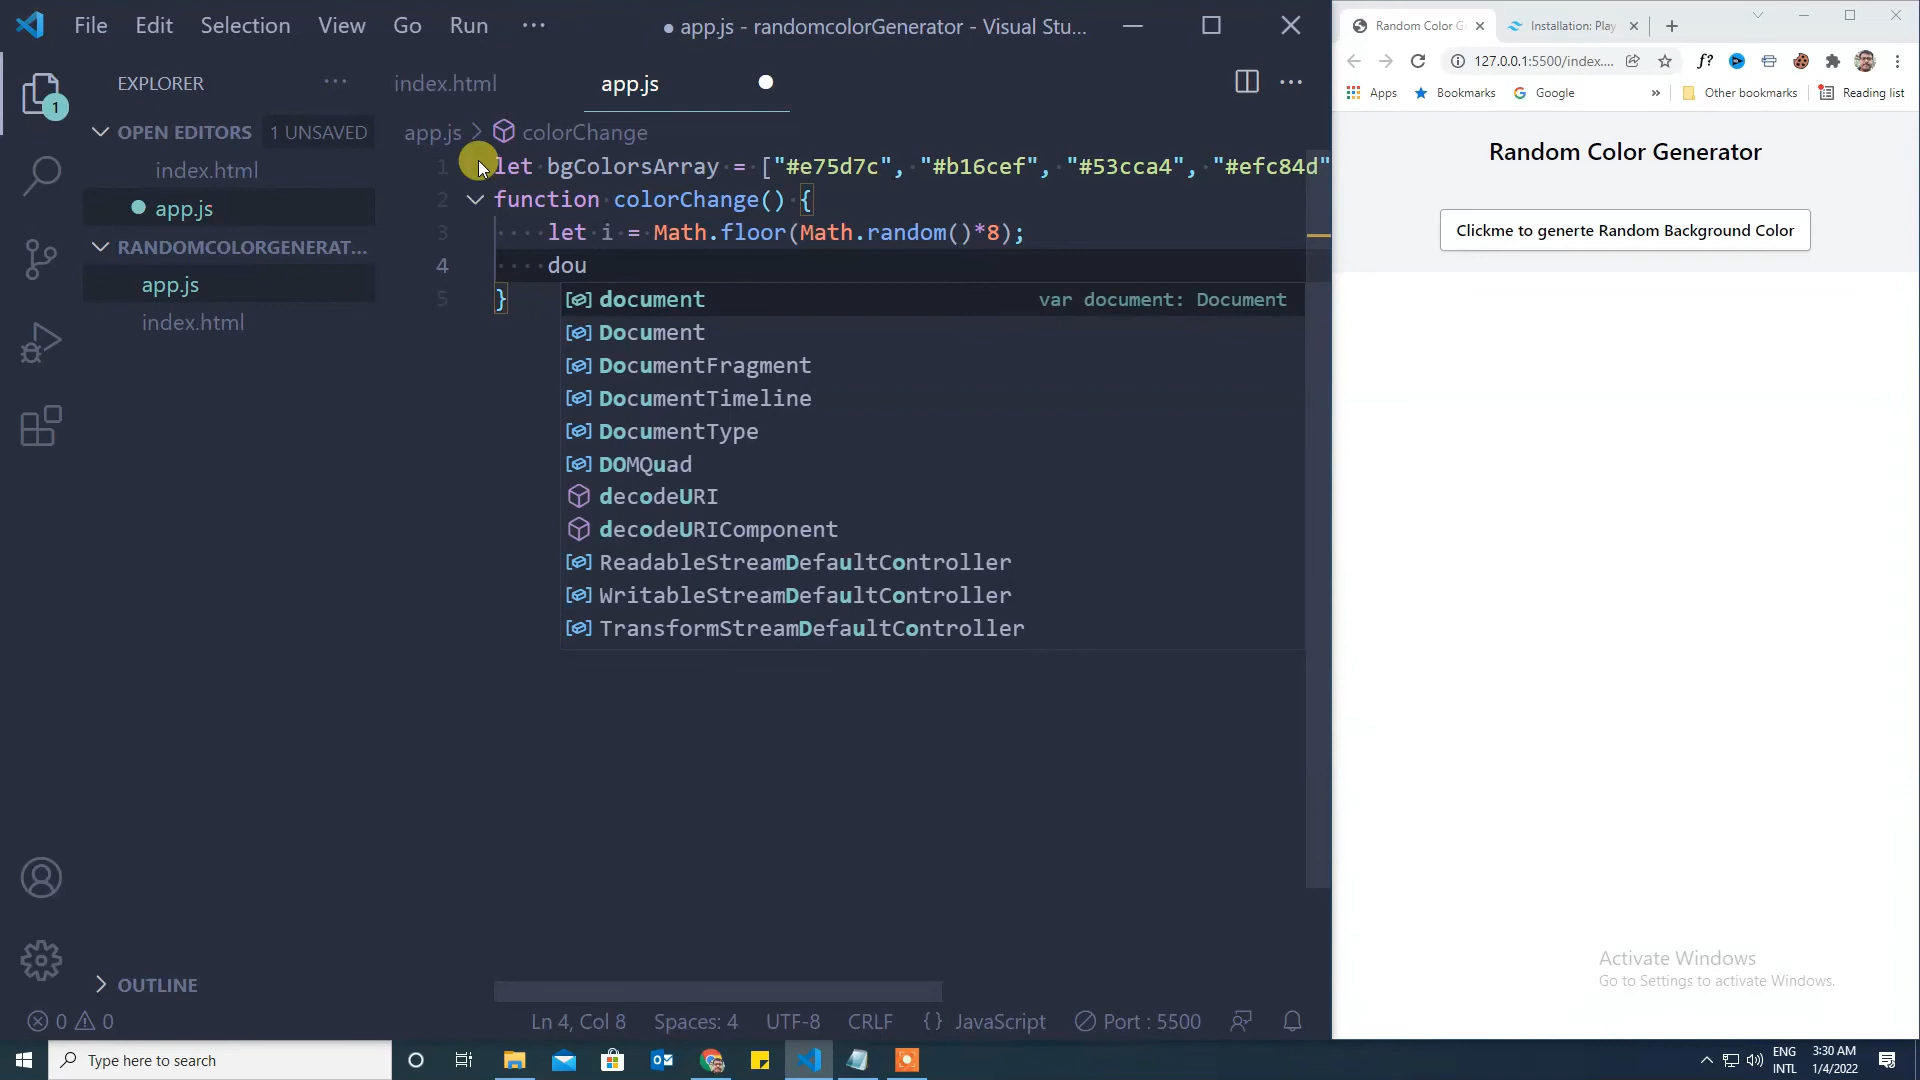 File Edit Selection View Go Run ··· ● app.js - randomcolorGenerator - Visual Stu...
EXPLORER ···
index.html app.js ● ···
1
OPEN EDITORS 1 UNSAVED
index.html
● app.js
RANDOMCOLORGENERAT...
app.js
index.html
OUTLINE
app.js > colorChange
1 let bgColorsArray = ["#e75d7c", "#b16cef", "#53cca4", "#efc84d"
2 function colorChange() {
3 let i = Math.floor(Math.random()*8);
4 dou
5 }
document var document: Document
Document
DocumentFragment
DocumentTimeline
DocumentType
DOMQuad
decodeURI
decodeURIComponent
ReadableStreamDefaultController
WritableStreamDefaultController
TransformStreamDefaultController
0 0 Ln 4, Col 8 Spaces: 4 UTF-8 CRLF {} JavaScript Port : 5500
Random Color G Installation: Play
127.0.0.1:5500/index.... f?
Apps Bookmarks Google » Other bookmarks Reading list
Random Color Generator
Clickme to generte Random Background Color
Activate Windows
Go to Settings to activate Windows.
Type here to search
ENG
INTL
3:30 AM
1/4/2022